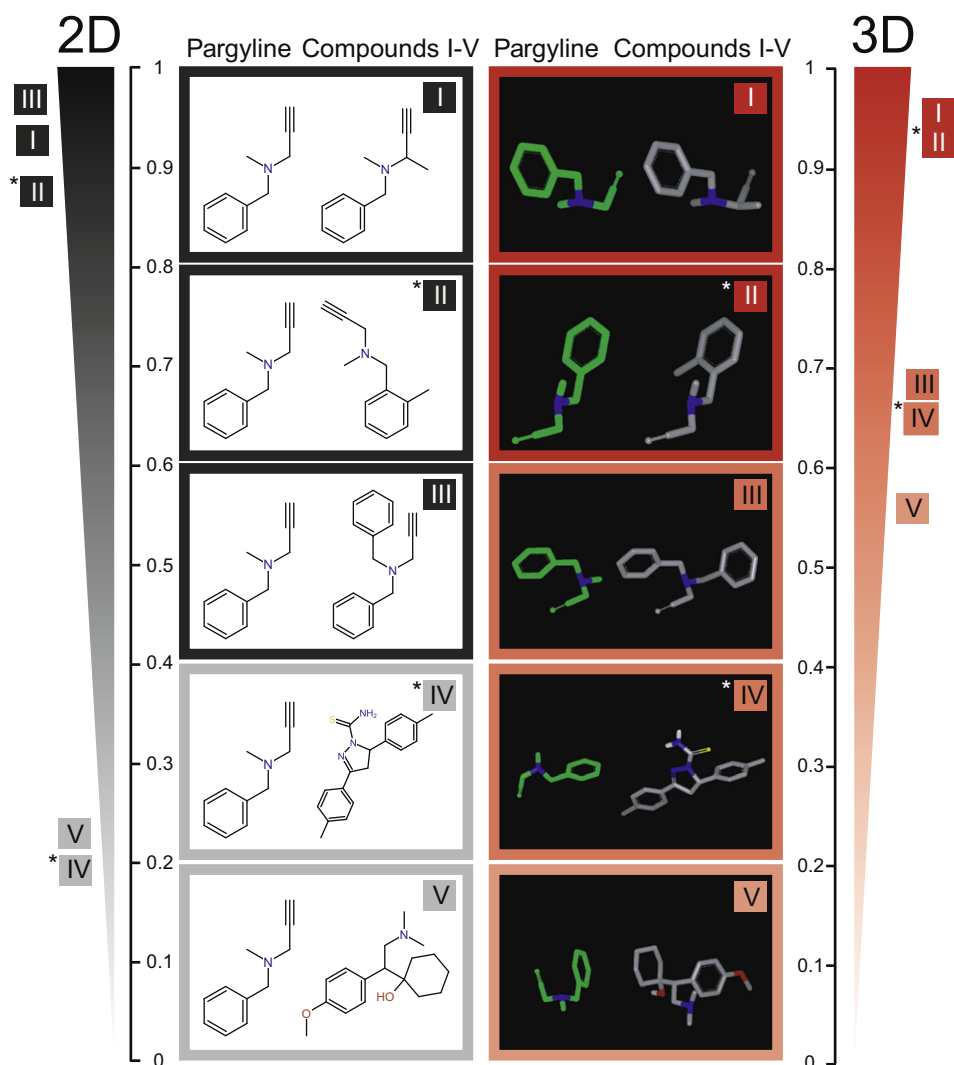 2D
3D
Pargyline Compounds I-V
Pargyline Compounds I-V
III
I
* II
V
* IV
1
0.9
0.8
0.7
0.6
0.5
0.4
0.3
0.2
0.1
0
I
N
N
* II
N
N
III
N
N
* IV
N
S
NH2
N
N
V
N
N
HO
O
I
* II
III
* IV
V
1
0.9
0.8
0.7
0.6
0.5
0.4
0.3
0.2
0.1
0
I
* II
III
* IV
V